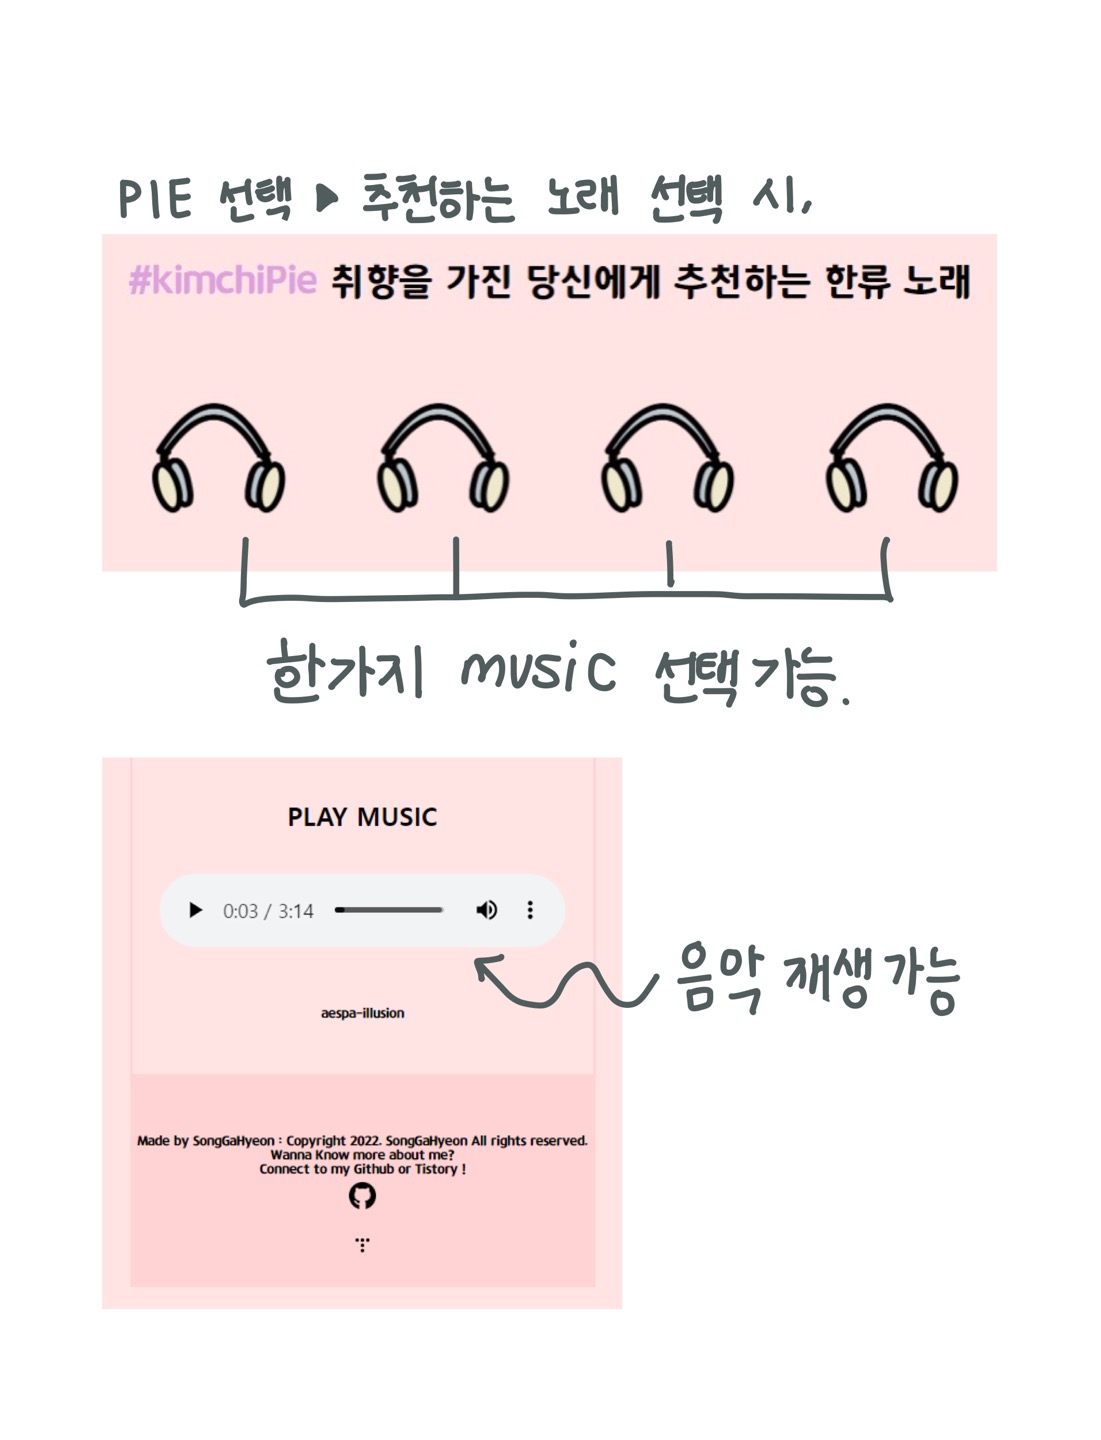 PIE 선택 ▶ 추천하는 노래 선택 시,
#kimchiPie 취향을 가진 당신에게 추천하는 한류 노래
한가지 music 선택가능.
PLAY MUSIC
0:03 / 3:14
음악 재생가능
aespa-illusion
Made by SongGaHyeon : Copyright 2022. SongGaHyeon All rights reserved.
Wanna Know more about me?
Connect to my Github or Tistory !